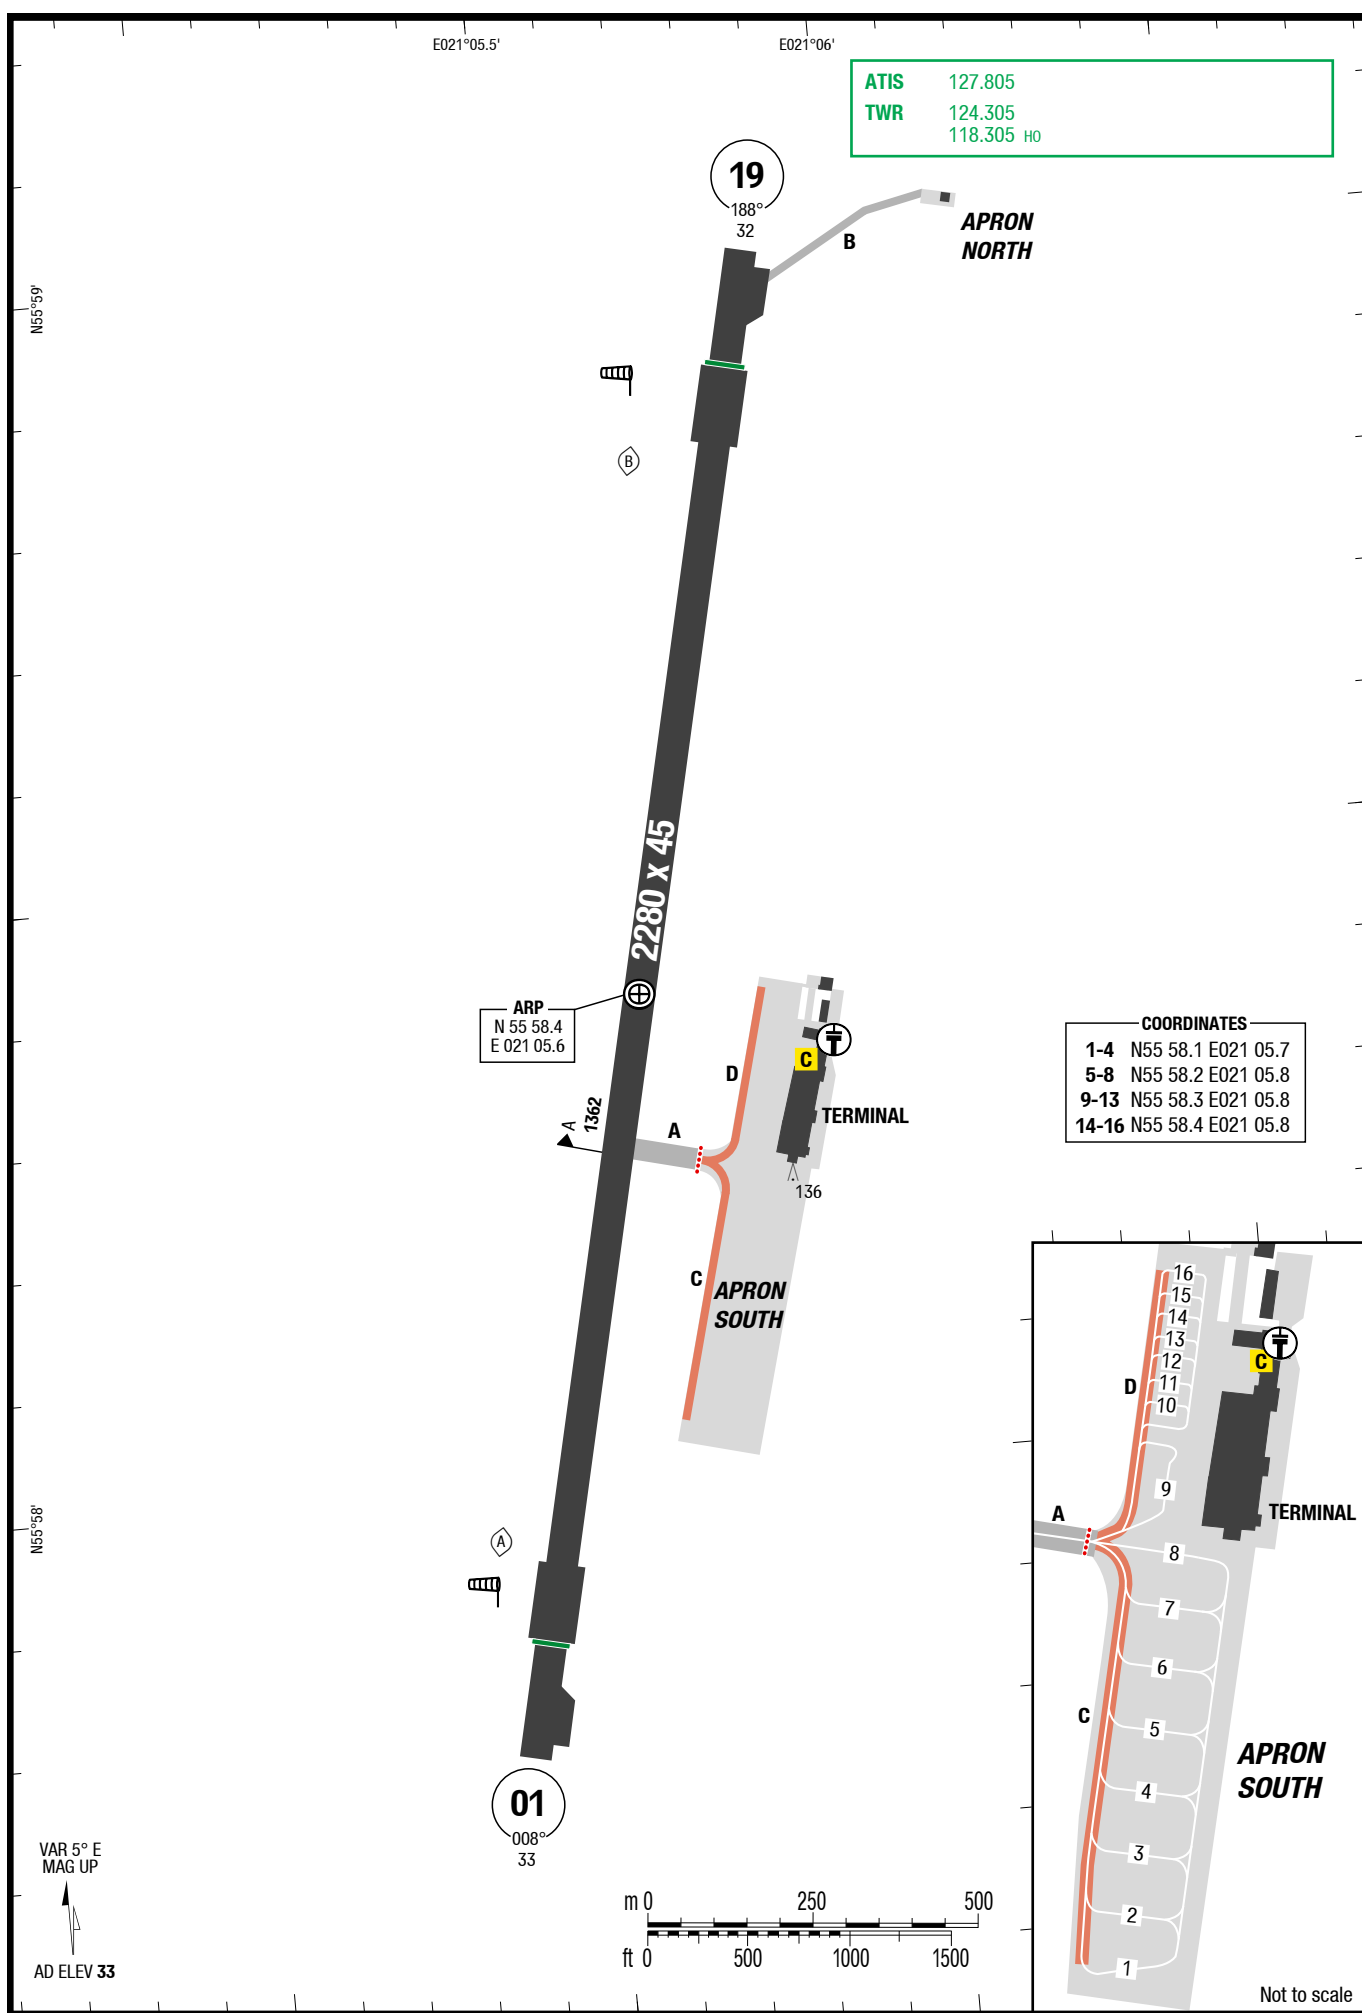 E021°05.5'
E021°06'
ATIS 127.805
TWR 124.305
118.305 HO
19
188°
32
B
APRON
NORTH
N55°59'
B
2280 x 45
ARP
N 55 58.4
E 021 05.6
COORDINATES
1-4 N55 58.1 E021 05.7
5-8 N55 58.2 E021 05.8
9-13 N55 58.3 E021 05.8
14-16 N55 58.4 E021 05.8
C
D
TERMINAL
A
1362
A
136
C
APRON
SOUTH
N55°58'
A
01
008°
33
VAR 5° E
MAG UP
AD ELEV 33
m 0 250 500
ft 0 500 1000 1500
16
15
14
13
12
11
10
C
D
9
TERMINAL
A
8
7
6
C
5
APRON
SOUTH
4
3
2
1
Not to scale